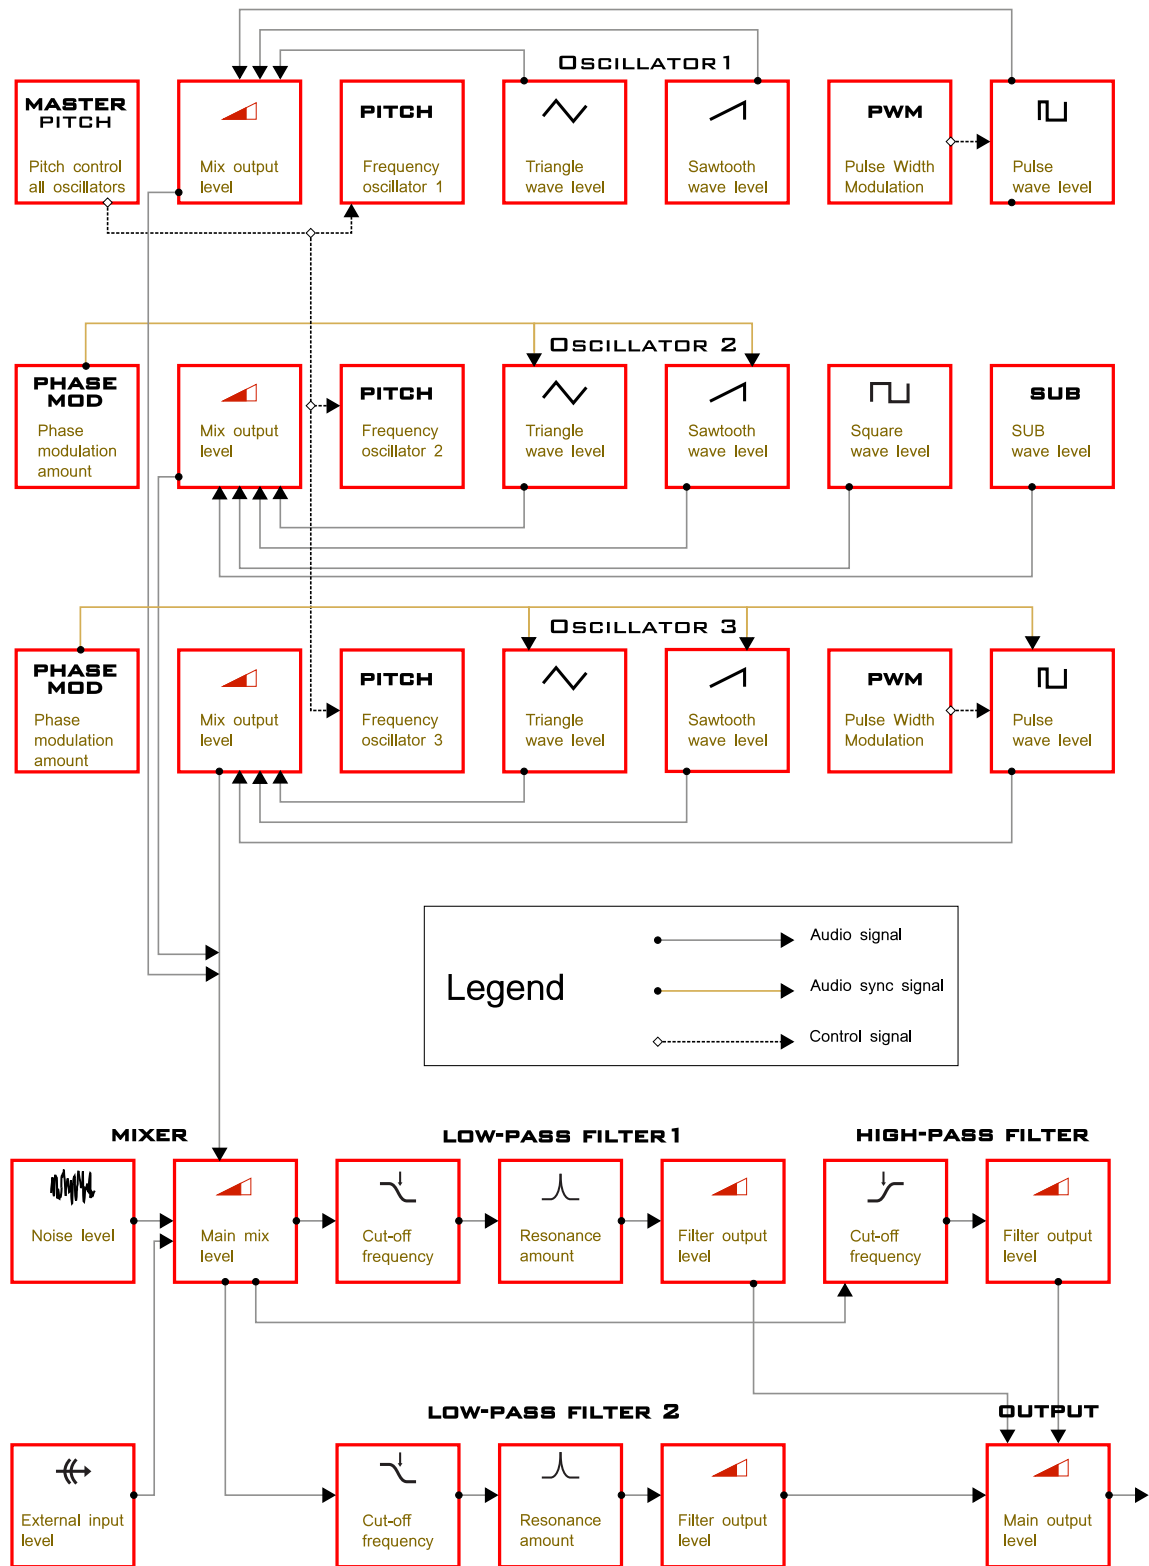 OSCILLATOR 1
MASTER
PITCH
Pitch control
all oscillators
Mix output
level
PITCH
Frequency
oscillator 1
Triangle
wave level
Sawtooth
wave level
PWM
Pulse Width
Modulation
Pulse
wave level
OSCILLATOR 2
PHASE
MOD
Phase
modulation
amount
Mix output
level
PITCH
Frequency
oscillator 2
Triangle
wave level
Sawtooth
wave level
Square
wave level
SUB
SUB
wave level
OSCILLATOR 3
PHASE
MOD
Phase
modulation
amount
Mix output
level
PITCH
Frequency
oscillator 3
Triangle
wave level
Sawtooth
wave level
PWM
Pulse Width
Modulation
Pulse
wave level
Legend
Audio signal
Audio sync signal
Control signal
MIXER
LOW-PASS FILTER 1
HIGH-PASS FILTER
Noise level
Main mix
level
Cut-off
frequency
Resonance
amount
Filter output
level
Cut-off
frequency
Filter output
level
LOW-PASS FILTER 2
OUTPUT
External input
level
Cut-off
frequency
Resonance
amount
Filter output
level
Main output
level